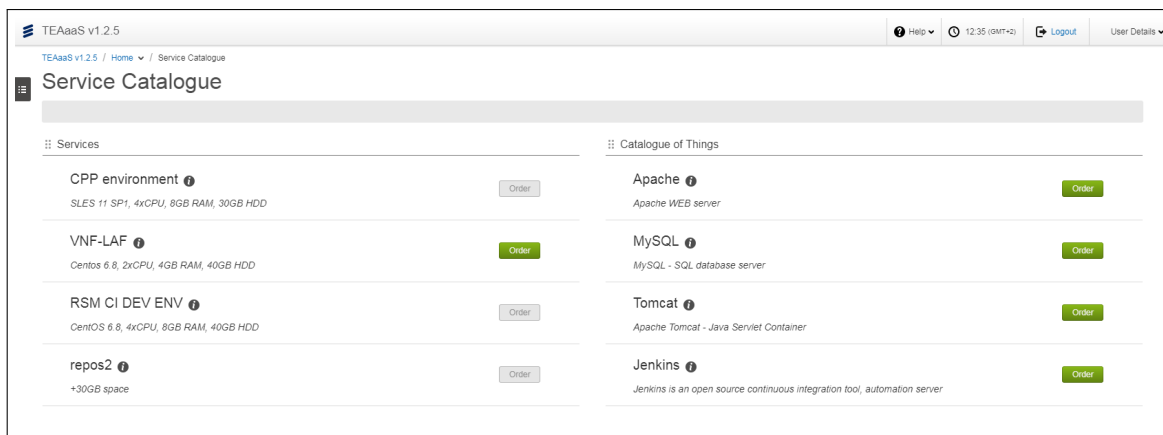 TEAaaS v1.2.5
Help
12:35 (GMT+2)
Logout
User Details
TEAaaS v1.2.5 / Home / Service Catalogue
Service Catalogue
Services
CPP environment
Order
SLES 11 SP1, 4xCPU, 8GB RAM, 30GB HDD
VNF-LAF
Order
Centos 6.8, 2xCPU, 4GB RAM, 40GB HDD
RSM CI DEV ENV
Order
CentOS 6.8, 4xCPU, 8GB RAM, 40GB HDD
repos2
Order
+30GB space
Catalogue of Things
Apache
Order
Apache WEB server
MySQL
Order
MySQL - SQL database server
Tomcat
Order
Apache Tomcat - Java Servlet Container
Jenkins
Order
Jenkins is an open source continuous integration tool, automation server